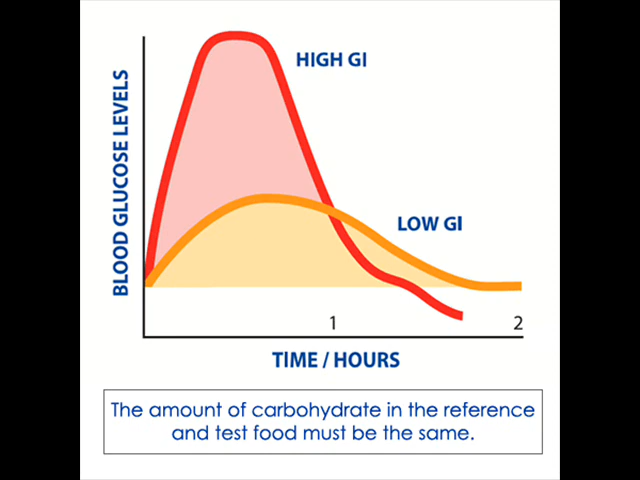 HIGH GI
BLOOD GLUCOSE LEVELS
LOW GI
1
2
TIME / HOURS
The amount of carbohydrate in the reference
and test food must be the same.